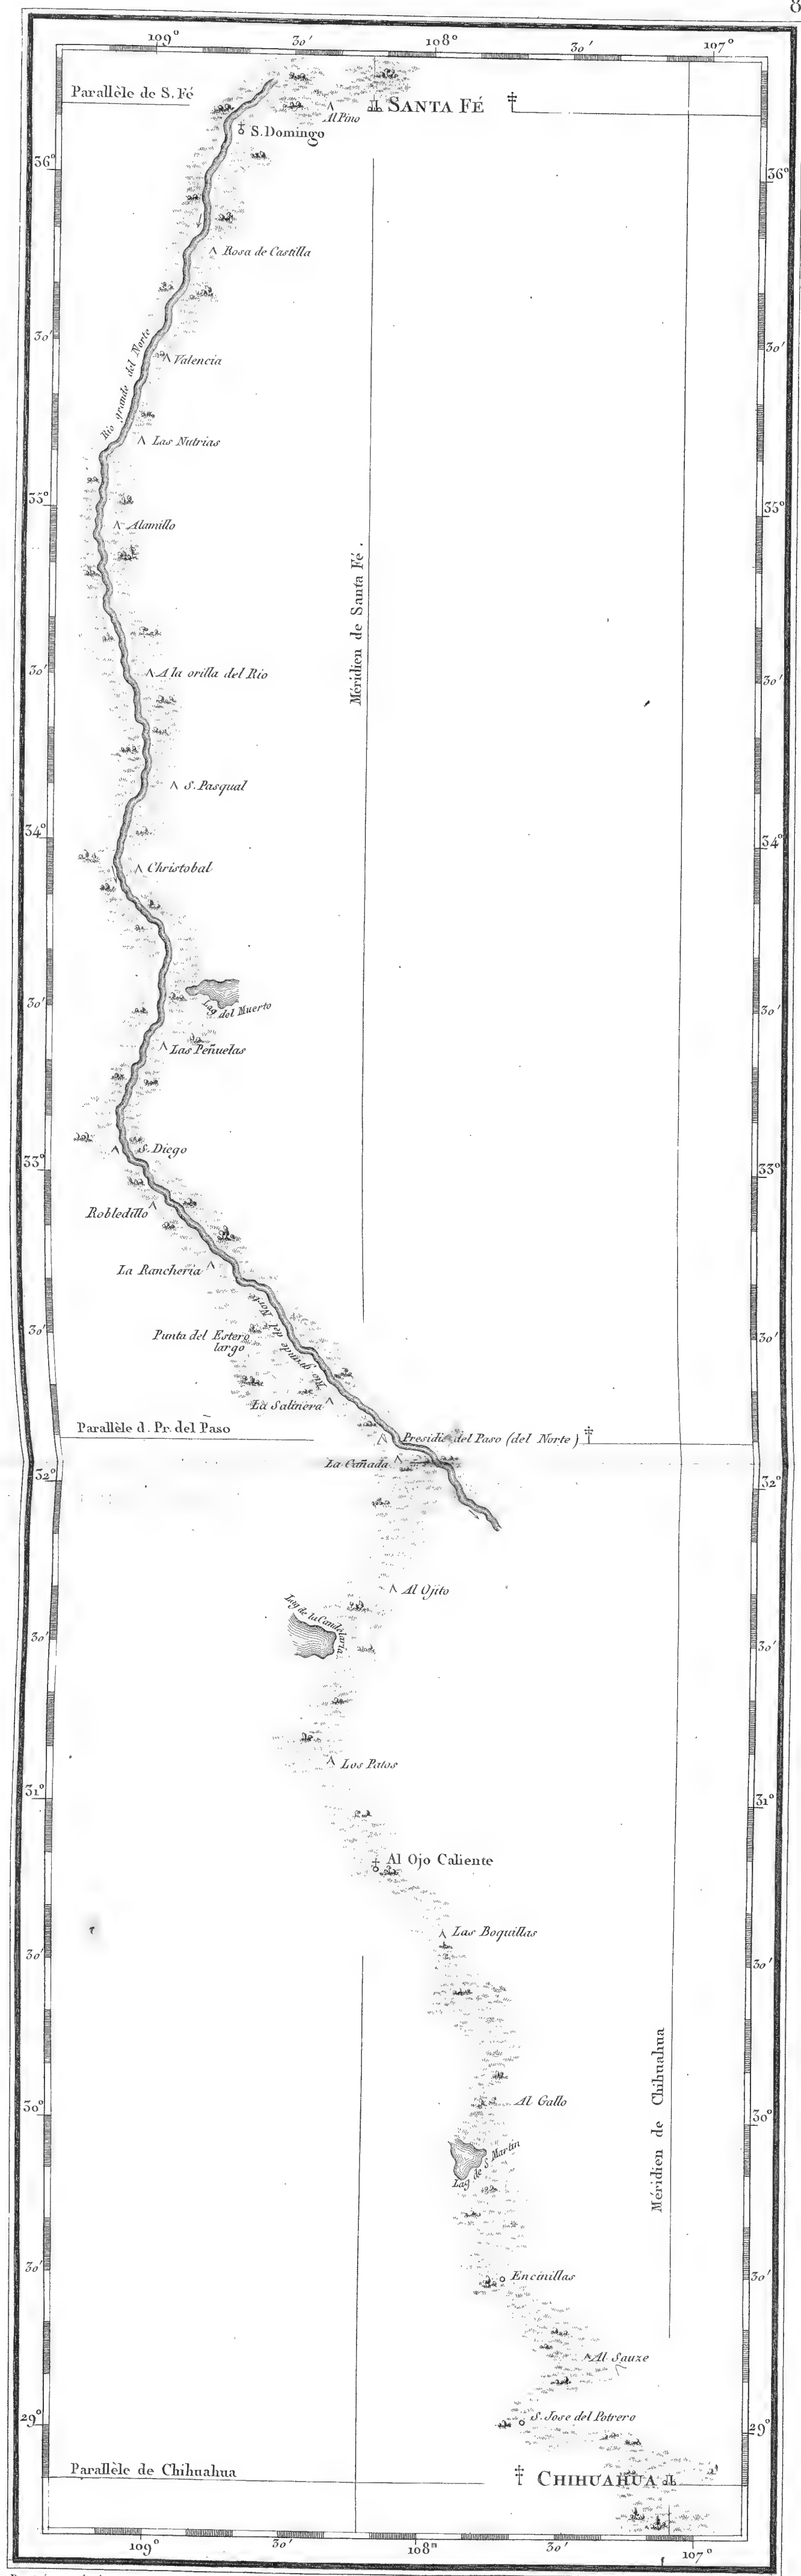 8
109° 30' 108° 30' 107°
Parallèle de S. Fé
SANTA FÉ
Al Pino
S. Domingo
36° 36°
Rosa de Castilla
30' 30'
Rio grande del Norte
Valencia
Las Nutrias
35° 35°
Alamillo
Méridien de Santa Fé.
30' 30'
A la orilla del Rio
S. Pasqual
34° 34°
Christobal
30' 30'
Lag del Muerto
Las Peñuelas
33° 33°
S. Diego
Robledillo
La Rancheria
Rio grande del Norte
30' 30'
Punta del Estero
largo
La Salinera
Parallèle d. Pr. del Paso
Presidio del Paso (del Norte)
La Cañada
32° 32°
Al Ojito
Lag de la Candelaria
30' 30'
Los Patos
31° 31°
Al Ojo Caliente
Las Boquillas
30' 30'
Méridien de Chihuahua
30° 30°
Al Gallo
Lag de S. Martin
30' 30'
Encinillas
Al Sauze
29° 29°
S. Jose del Potrero
Parallèle de Chihuahua
CHIHUAHUA
109° 30' 108° 30' 107°